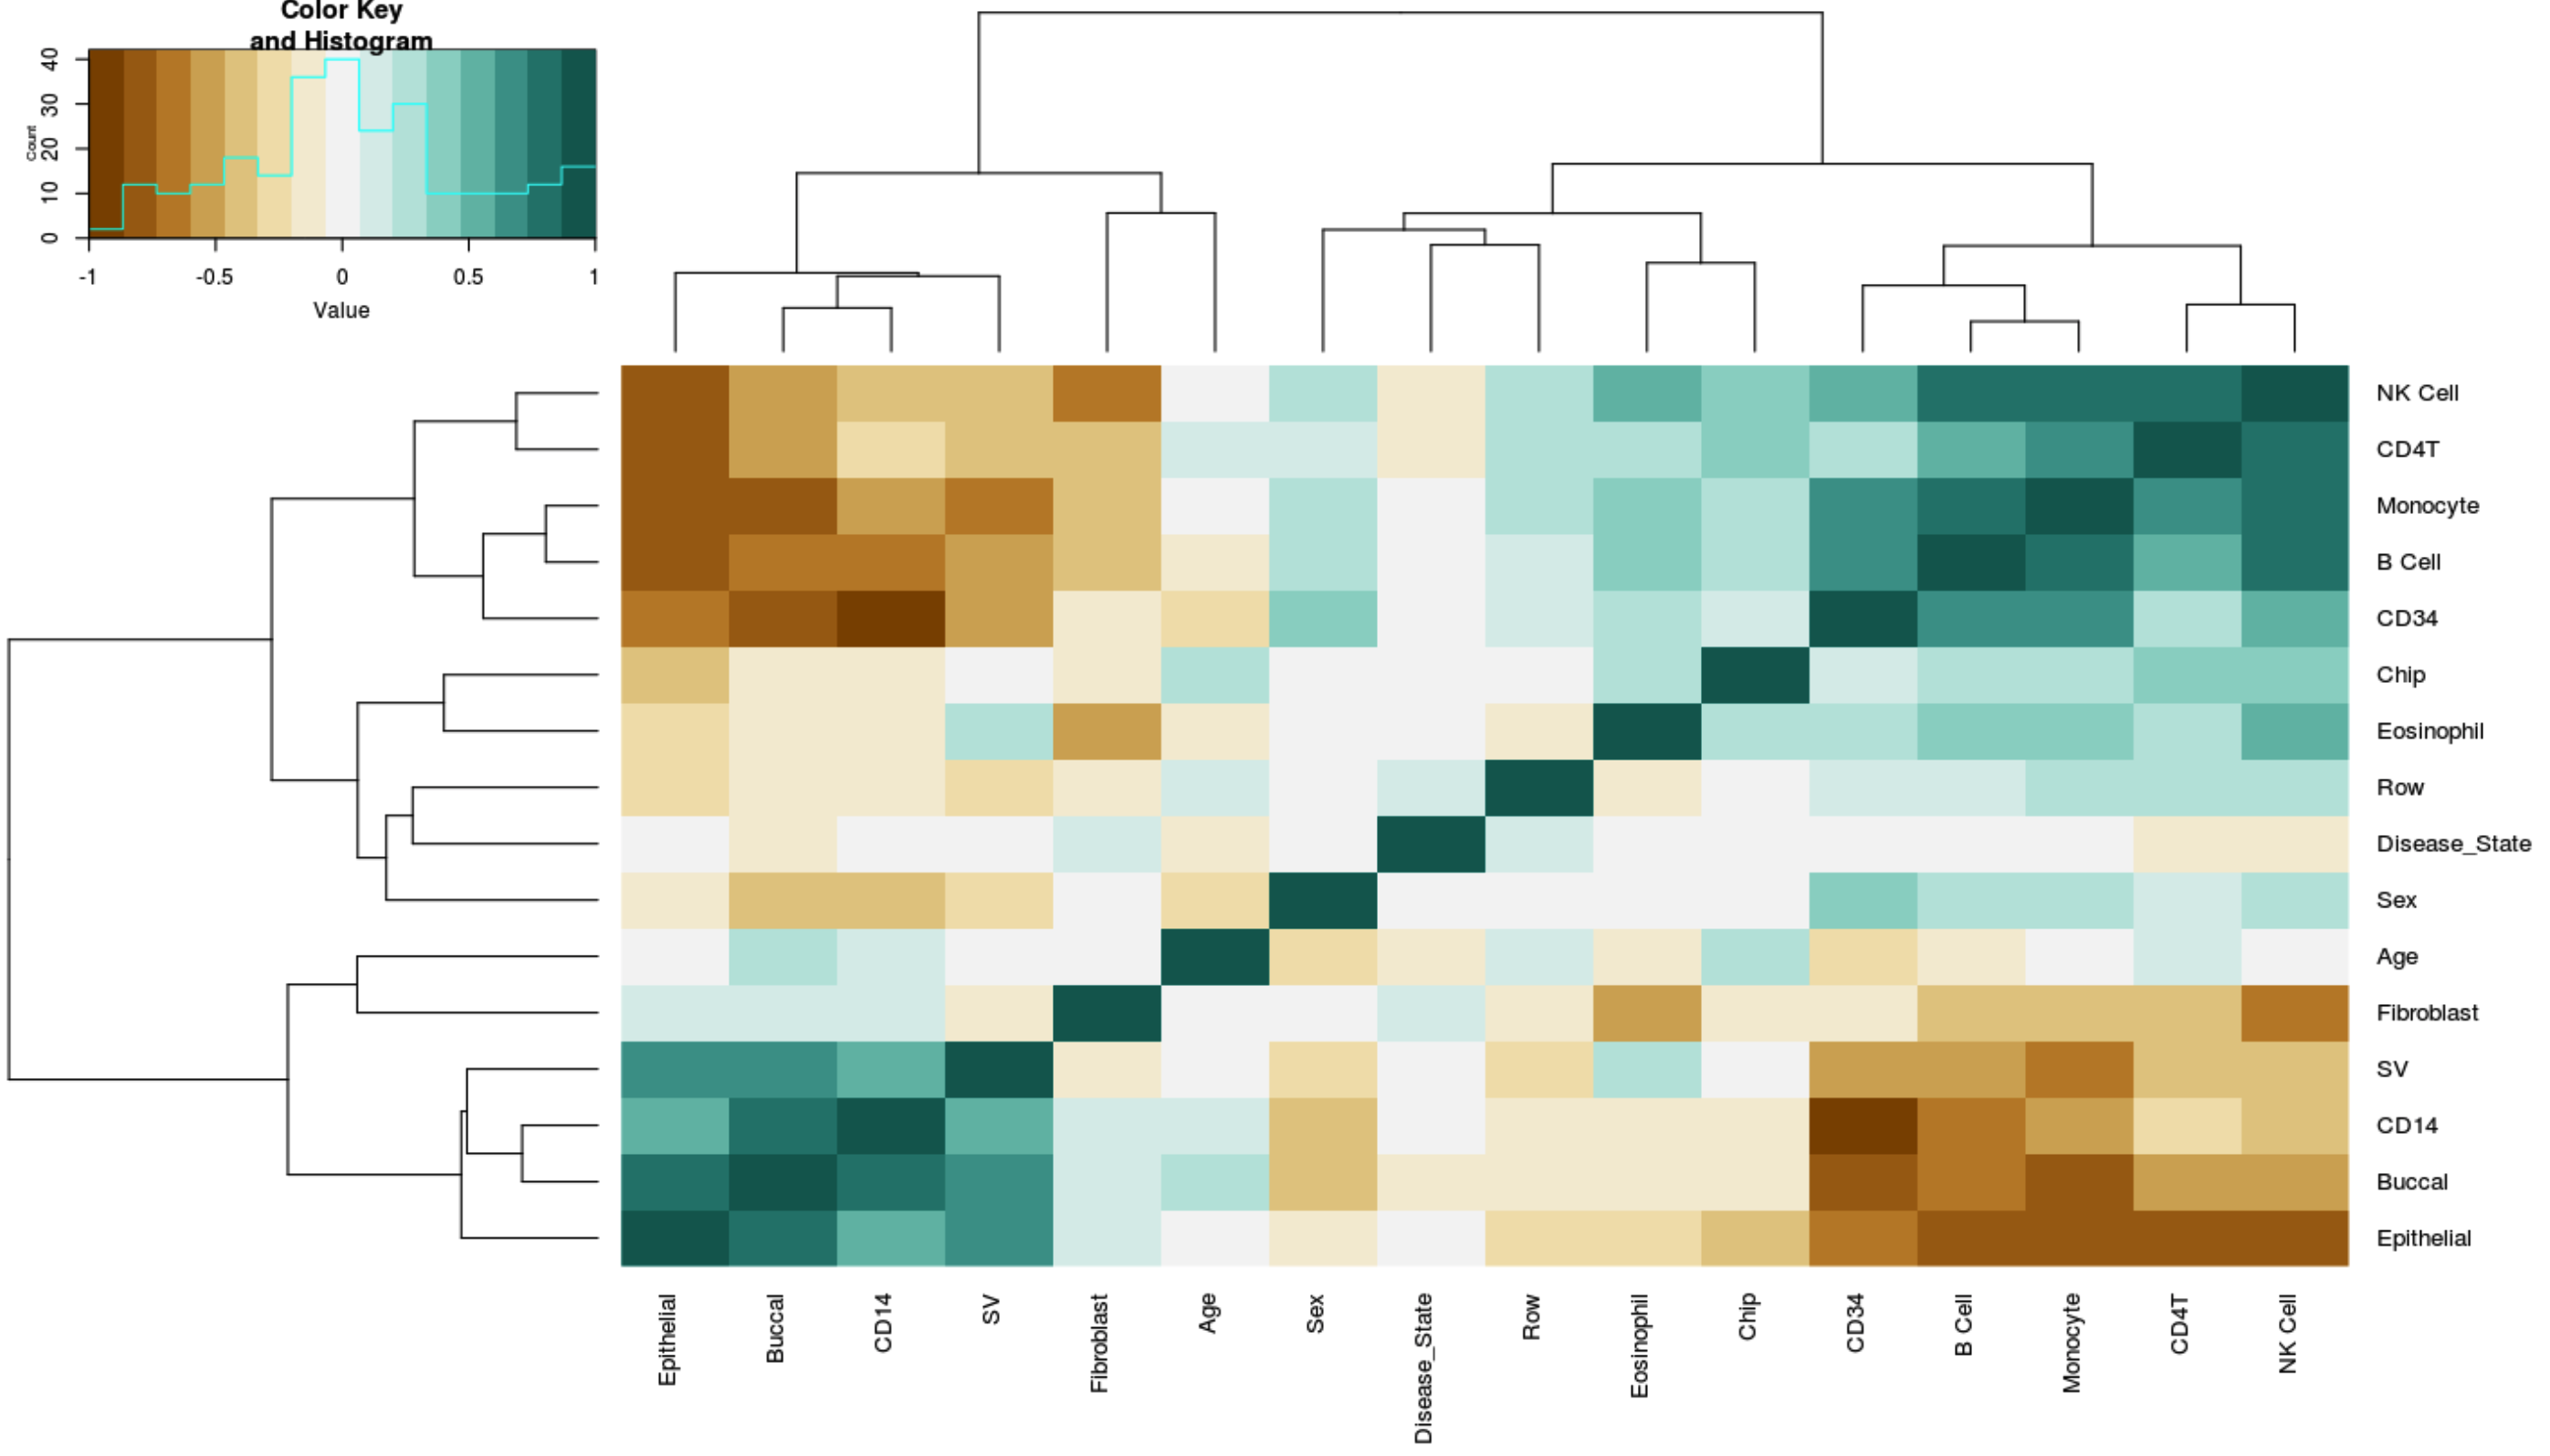 Color Key
and Histogram
Count
0 10 20 30 40
-1 -0.5 0 0.5 1
Value
NK Cell
CD4T
Monocyte
B Cell
CD34
Chip
Eosinophil
Row
Disease_State
Sex
Age
Fibroblast
SV
CD14
Buccal
Epithelial
Epithelial
Buccal
CD14
SV
Fibroblast
Age
Sex
Disease_State
Row
Eosinophil
Chip
CD34
B Cell
Monocyte
CD4T
NK Cell